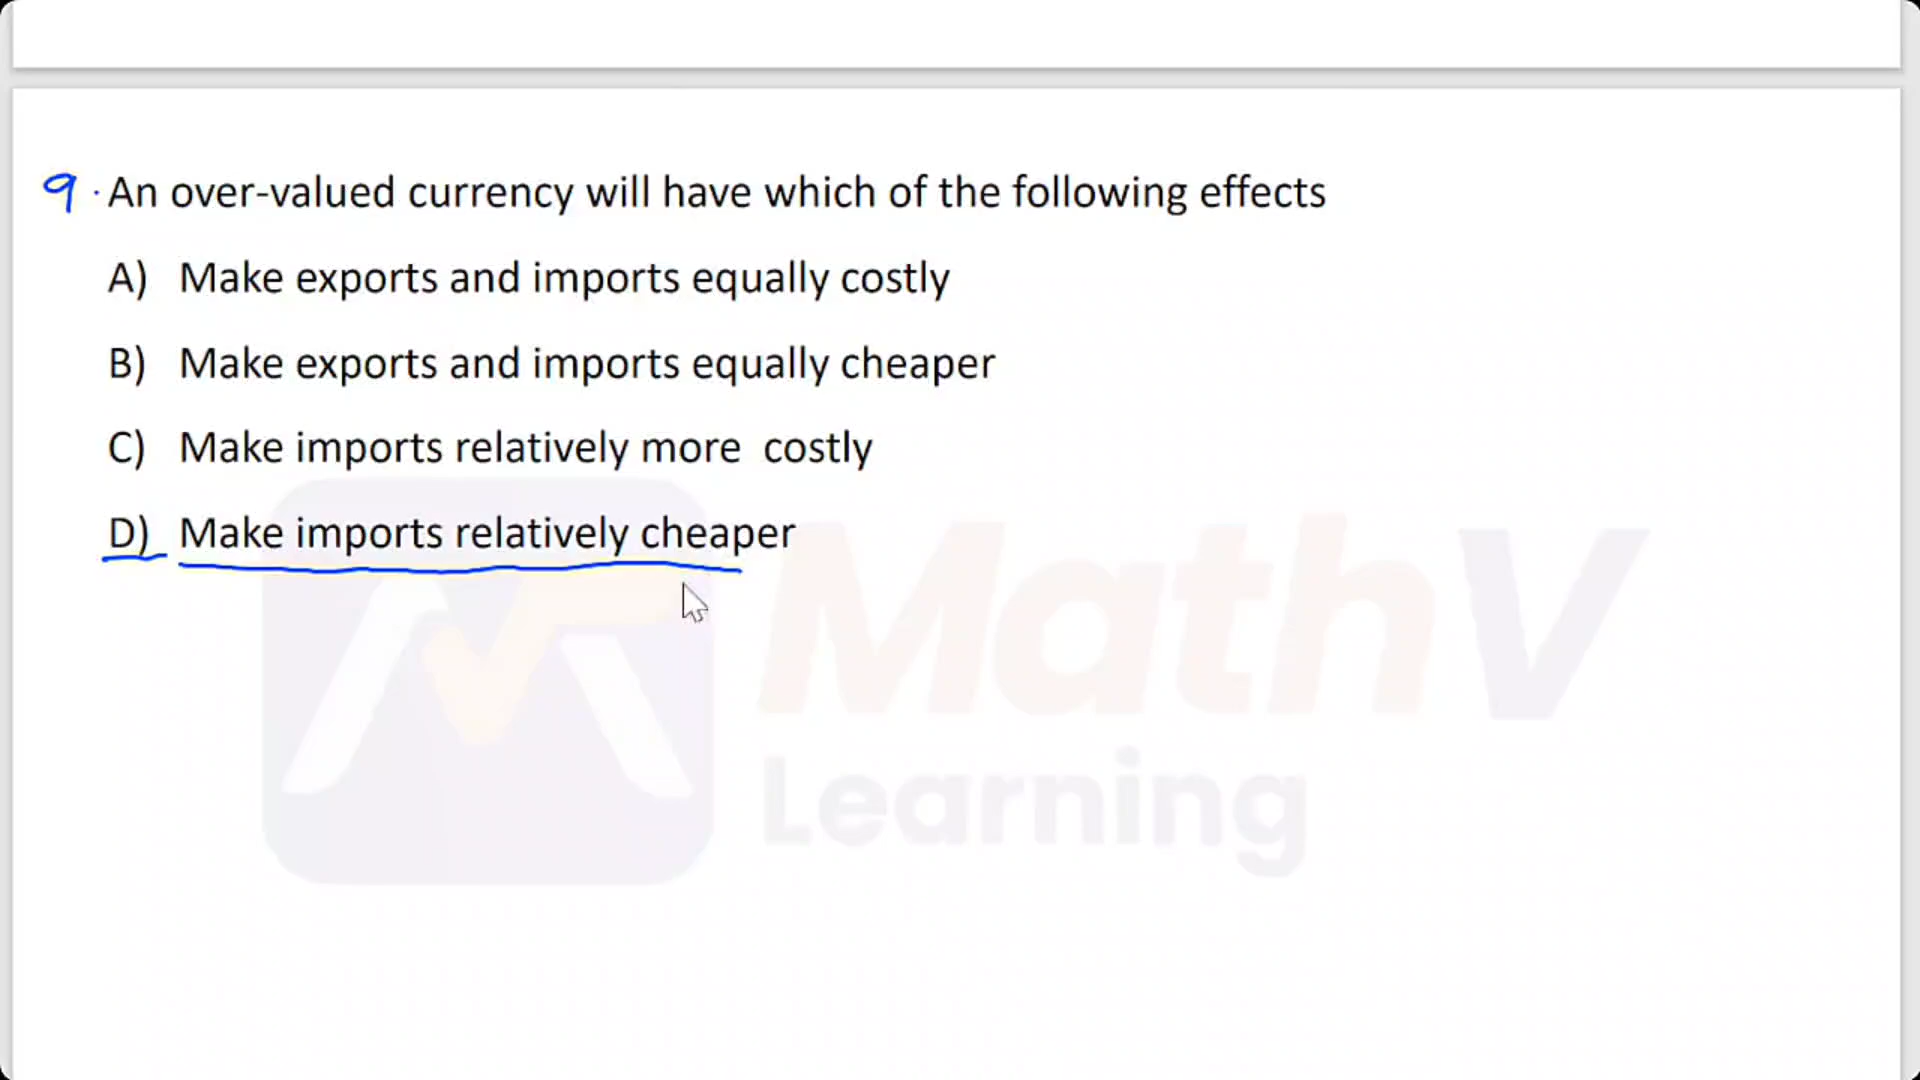 9. An over-valued currency will have which of the following effects
A) Make exports and imports equally costly
B) Make exports and imports equally cheaper
C) Make imports relatively more costly
D) Make imports relatively cheaper
MathV
Learning